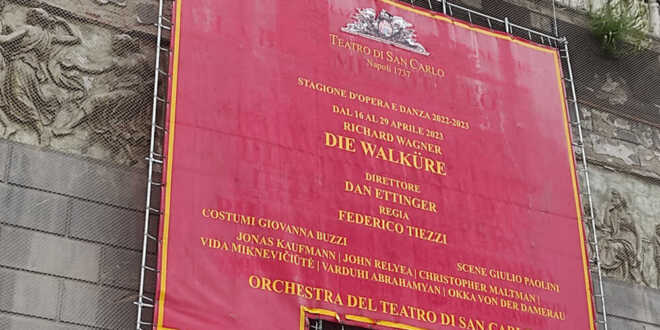 TEATRO DI SAN CARLO
Napoli 1737
STAGIONE D'OPERA E DANZA 2022-2023
DAL 16 AL 29 APRILE 2023
RICHARD WAGNER
DIE WALKÜRE
DIRETTORE
DAN ETTINGER
REGIA
FEDERICO TIEZZI
COSTUMI GIOVANNA BUZZI
SCENE GIULIO PAOLINI
JONAS KAUFMANN | JOHN RELYEA | CHRISTOPHER MALTMAN |
VIDA MIKNEVIČIŪTĖ | VARDUHI ABRAHAMYAN | OKKA VON DER DAMERAU
ORCHESTRA DEL TEATRO DI SAN